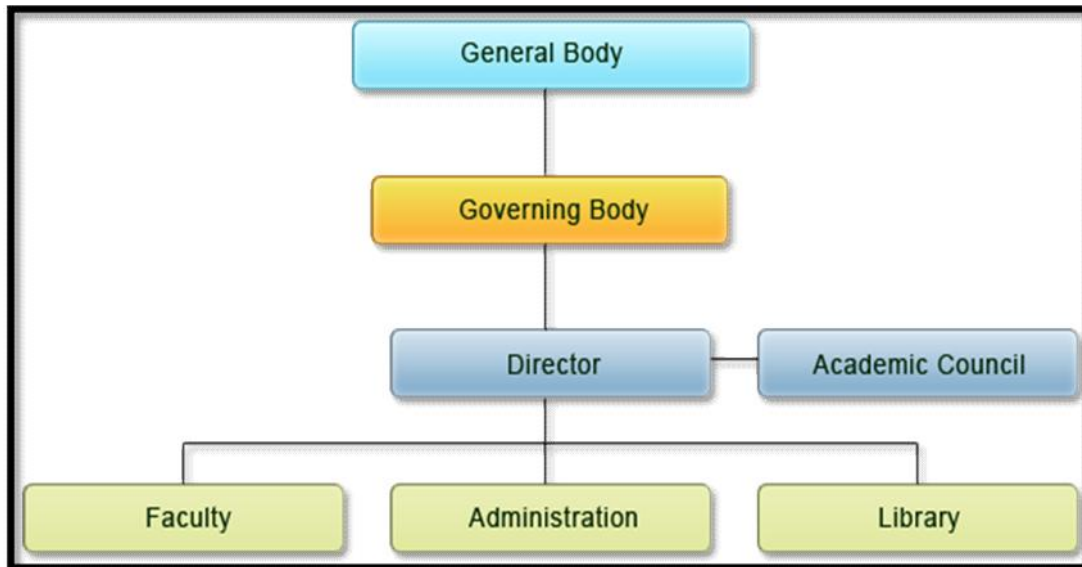 General Body
Governing Body
Director
Academic Council
Faculty
Administration
Library